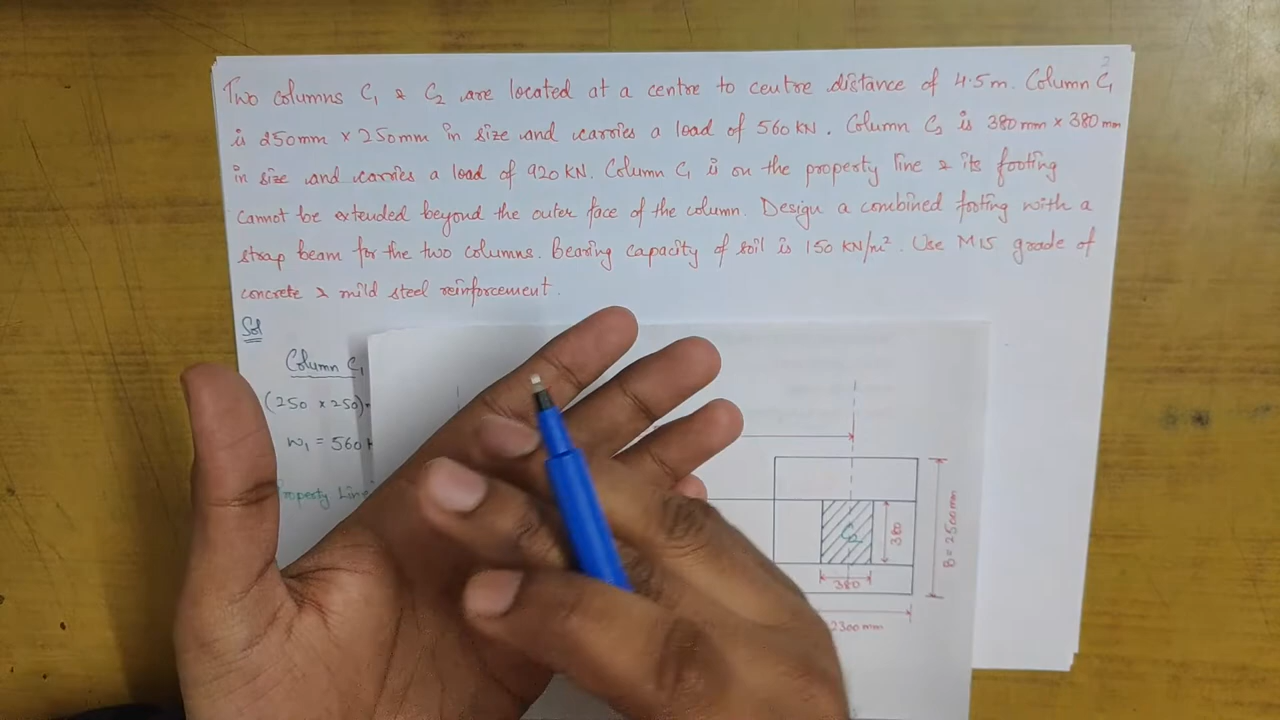 2
Two columns C1 & C2 are located at a centre to centre distance of 4.5m. Column C1
is 250mm × 250mm in size and carries a load of 560 kN. Column C2 is 380mm × 380mm
in size and carries a load of 920 kN. Column C1 is on the property line & its footing
cannot be extended beyond the outer face of the column. Design a combined footing with a
strap beam for the two columns. Bearing capacity of soil is 150 kN/m². Use M15 grade of
concrete & mild steel reinforcement.
Sol
Column C1
(250 × 250)
W1 = 560
Property Line
C2
380
380
B = 2500mm
2300 mm